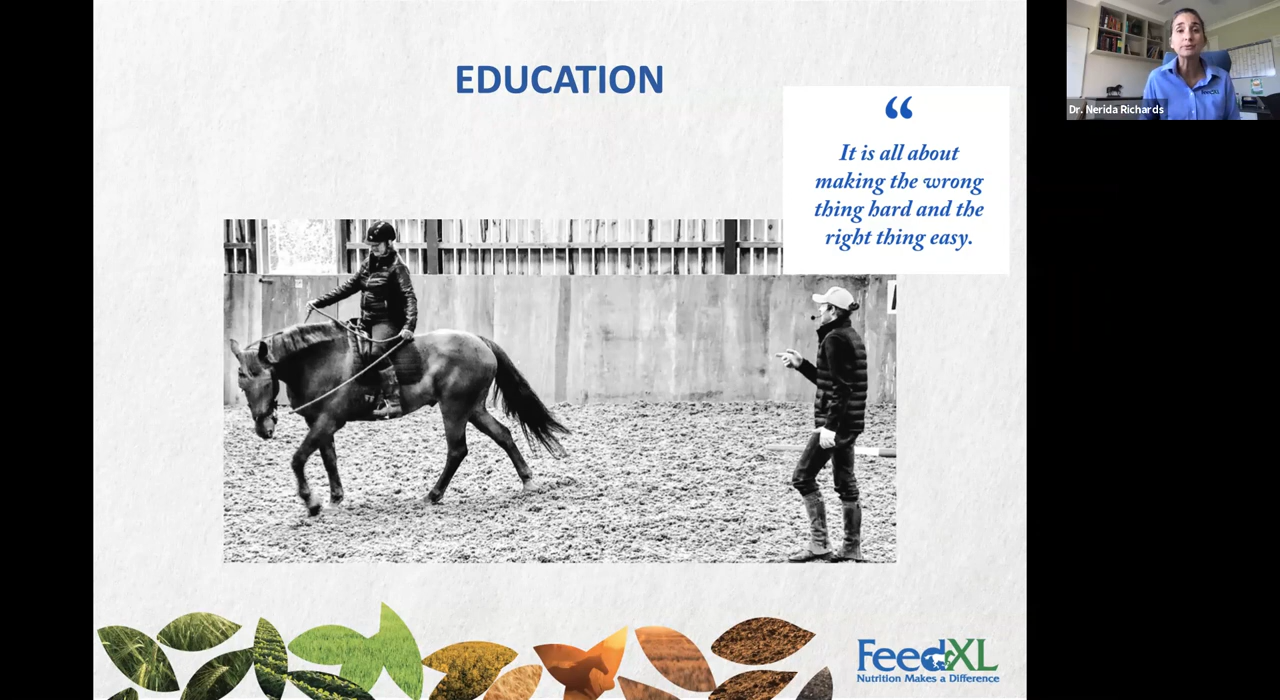 EDUCATION
“
It is all about
making the wrong
thing hard and the
right thing easy.
FeedXL
Nutrition Makes a Difference
FeedXL
Dr. Nerida Richards